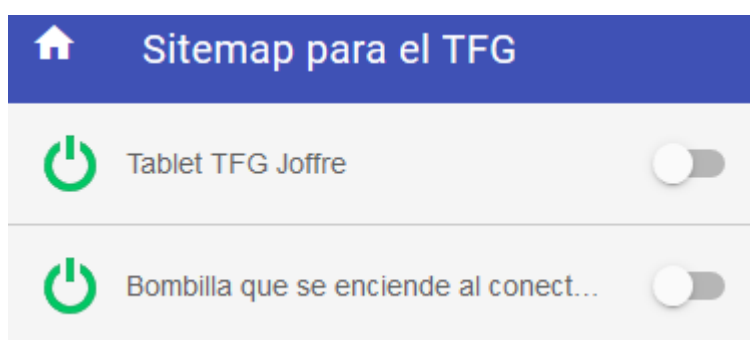 Sitemap para el TFG
Tablet TFG Joffre
Bombilla que se enciende al conect...